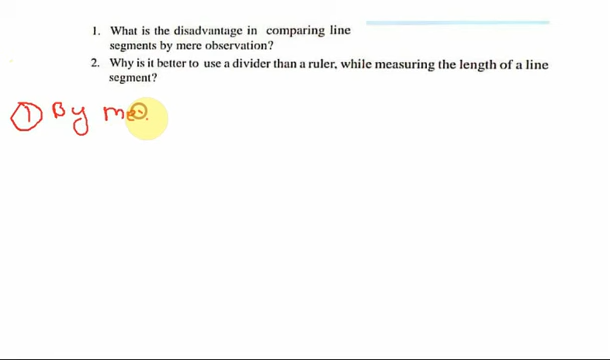 1. What is the disadvantage in comparing line
segments by mere observation?
2. Why is it better to use a divider than a ruler, while measuring the length of a line
segment?
① By me